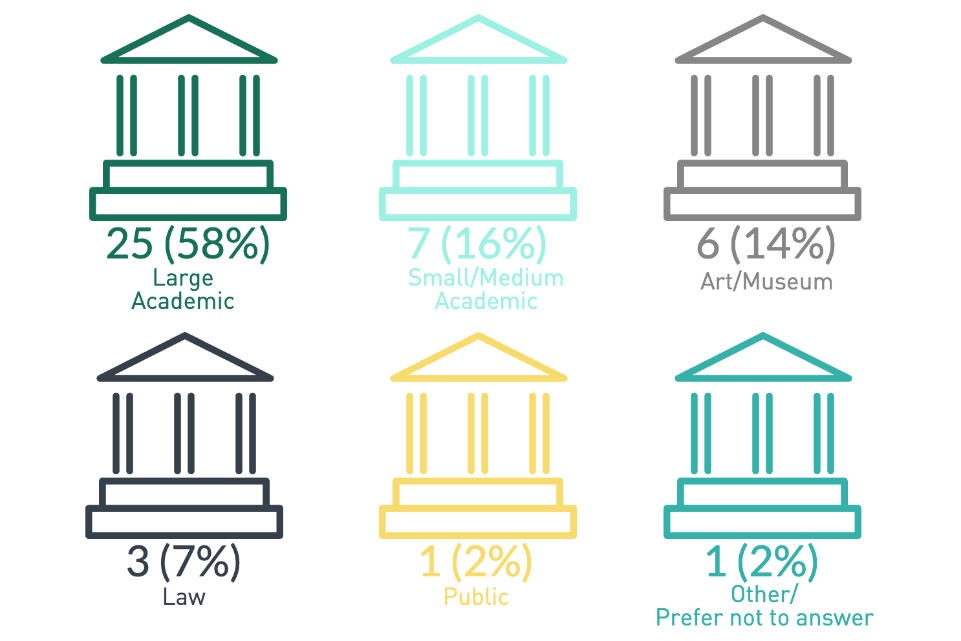 25 (58%)
Large
Academic
7 (16%)
Small/Medium
Academic
6 (14%)
Art/Museum
3 (7%)
Law
1 (2%)
Public
1 (2%)
Other/
Prefer not to answer